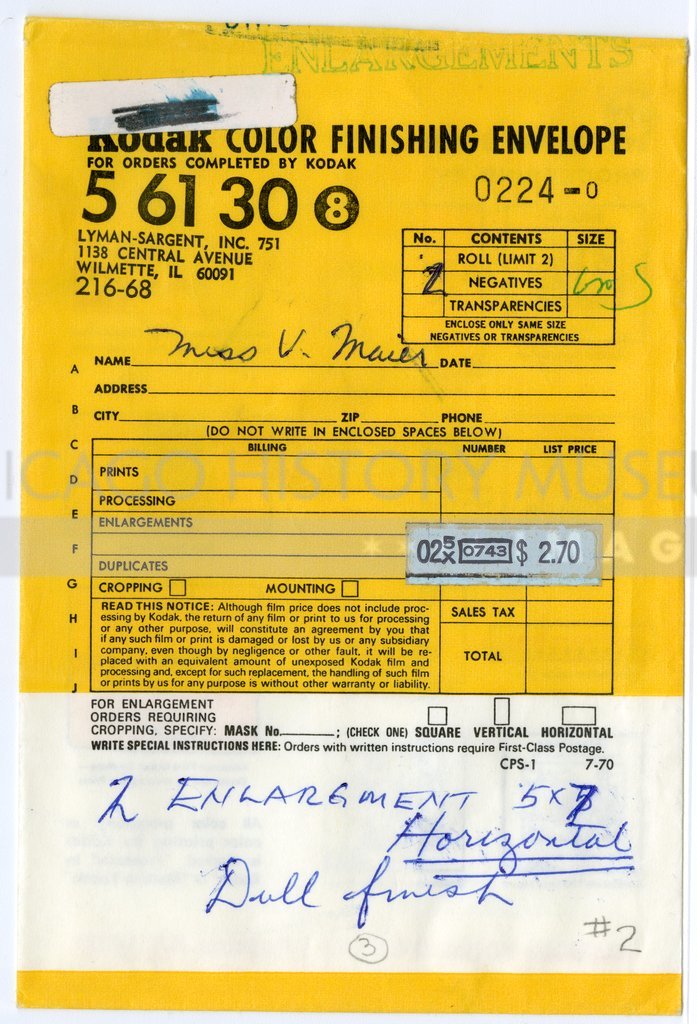 ENLARGEMENTS
Kodak COLOR FINISHING ENVELOPE
FOR ORDERS COMPLETED BY KODAK
5 61 30 8
0224-0
LYMAN-SARGENT, INC. 751
1138 CENTRAL AVENUE
WILMETTE, IL 60091
216-68
No. CONTENTS SIZE
ROLL (LIMIT 2)
2 NEGATIVES
TRANSPARENCIES
ENCLOSE ONLY SAME SIZE
NEGATIVES OR TRANSPARENCIES
NAME Miss V. Maier DATE
ADDRESS
CITY ZIP PHONE
(DO NOT WRITE IN ENCLOSED SPACES BELOW)
A
B
C
D
E
F
G
H
I
J
BILLING NUMBER LIST PRICE
PRINTS
PROCESSING
ENLARGEMENTS
02 5X 0743 $ 2.70
DUPLICATES
CROPPING MOUNTING
READ THIS NOTICE: Although film price does not include proc-
essing by Kodak, the return of any film or print to us for processing
or any other purpose, will constitute an agreement by you that
if any such film or print is damaged or lost by us or any subsidiary
company, even though by negligence or other fault, it will be re-
placed with an equivalent amount of unexposed Kodak film and
processing and, except for such replacement, the handling of such
film or prints by us for any purpose is without other warranty or liability.
SALES TAX
TOTAL
FOR ENLARGEMENT
ORDERS REQUIRING
CROPPING, SPECIFY: MASK No. ; (CHECK ONE) SQUARE VERTICAL HORIZONTAL
WRITE SPECIAL INSTRUCTIONS HERE: Orders with written instructions require First-Class Postage.
CPS-1 7-70
2 ENLARGMENT 5x7
Horizontal
Dull finish
3
#2
ICAGO HISTORY MUSEU
AG